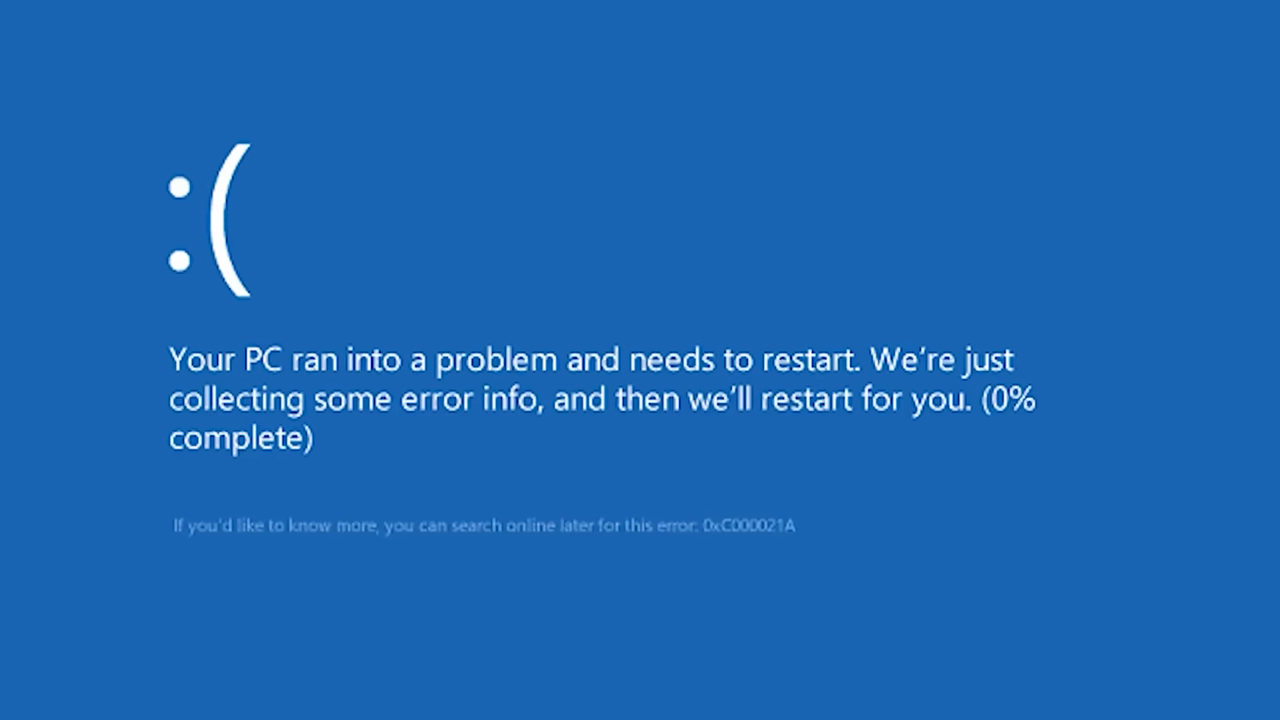 :(
Your PC ran into a problem and needs to restart. We’re just
collecting some error info, and then we’ll restart for you. (0%
complete)
If you’d like to know more, you can search online later for this error: 0xC000021A